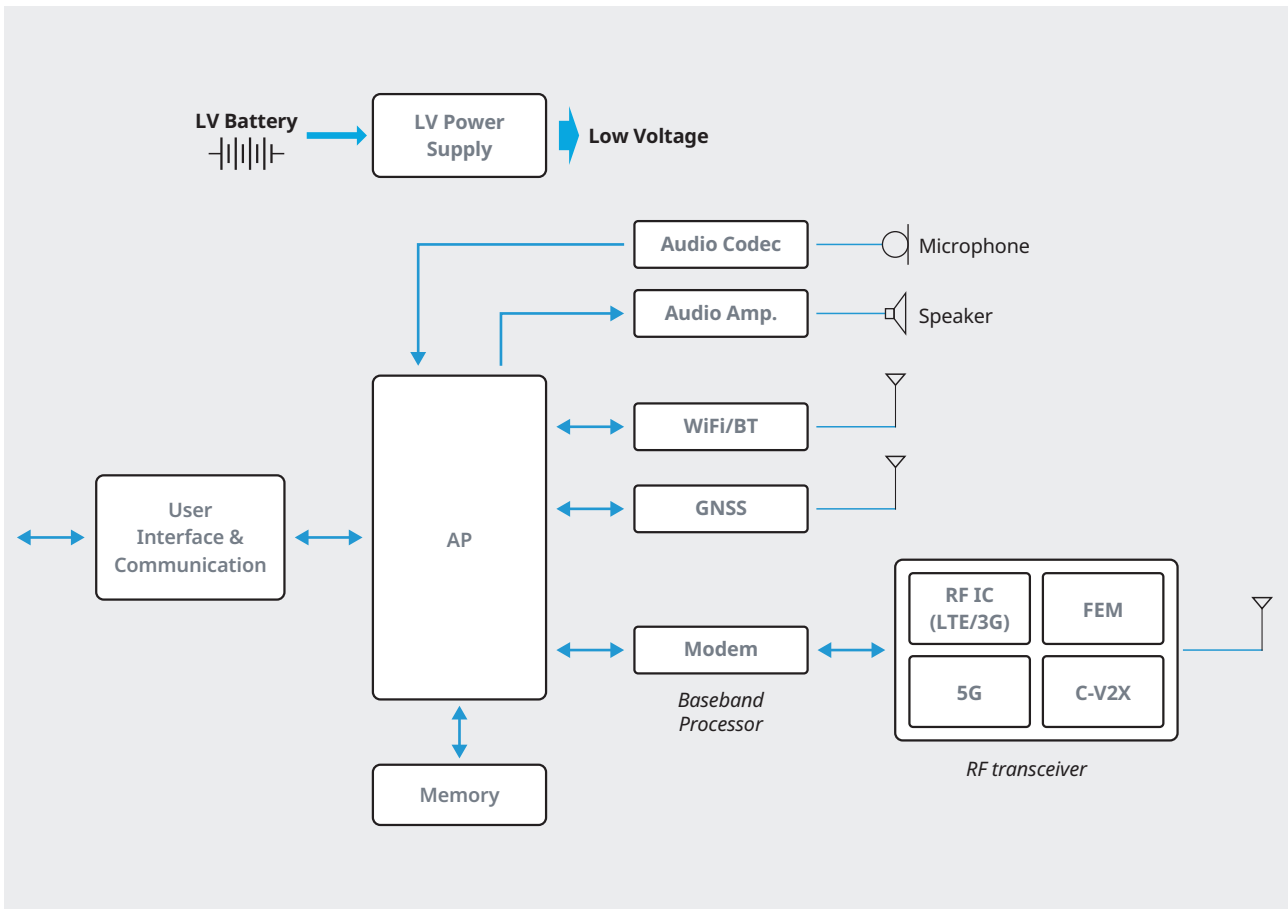 LV Battery
LV Power
Supply
Low Voltage
Audio Codec
Microphone
Audio Amp.
Speaker
WiFi/BT
GNSS
User
Interface &
Communication
AP
RF IC
(LTE/3G)
FEM
Modem
5G
C-V2X
Baseband
Processor
RF transceiver
Memory